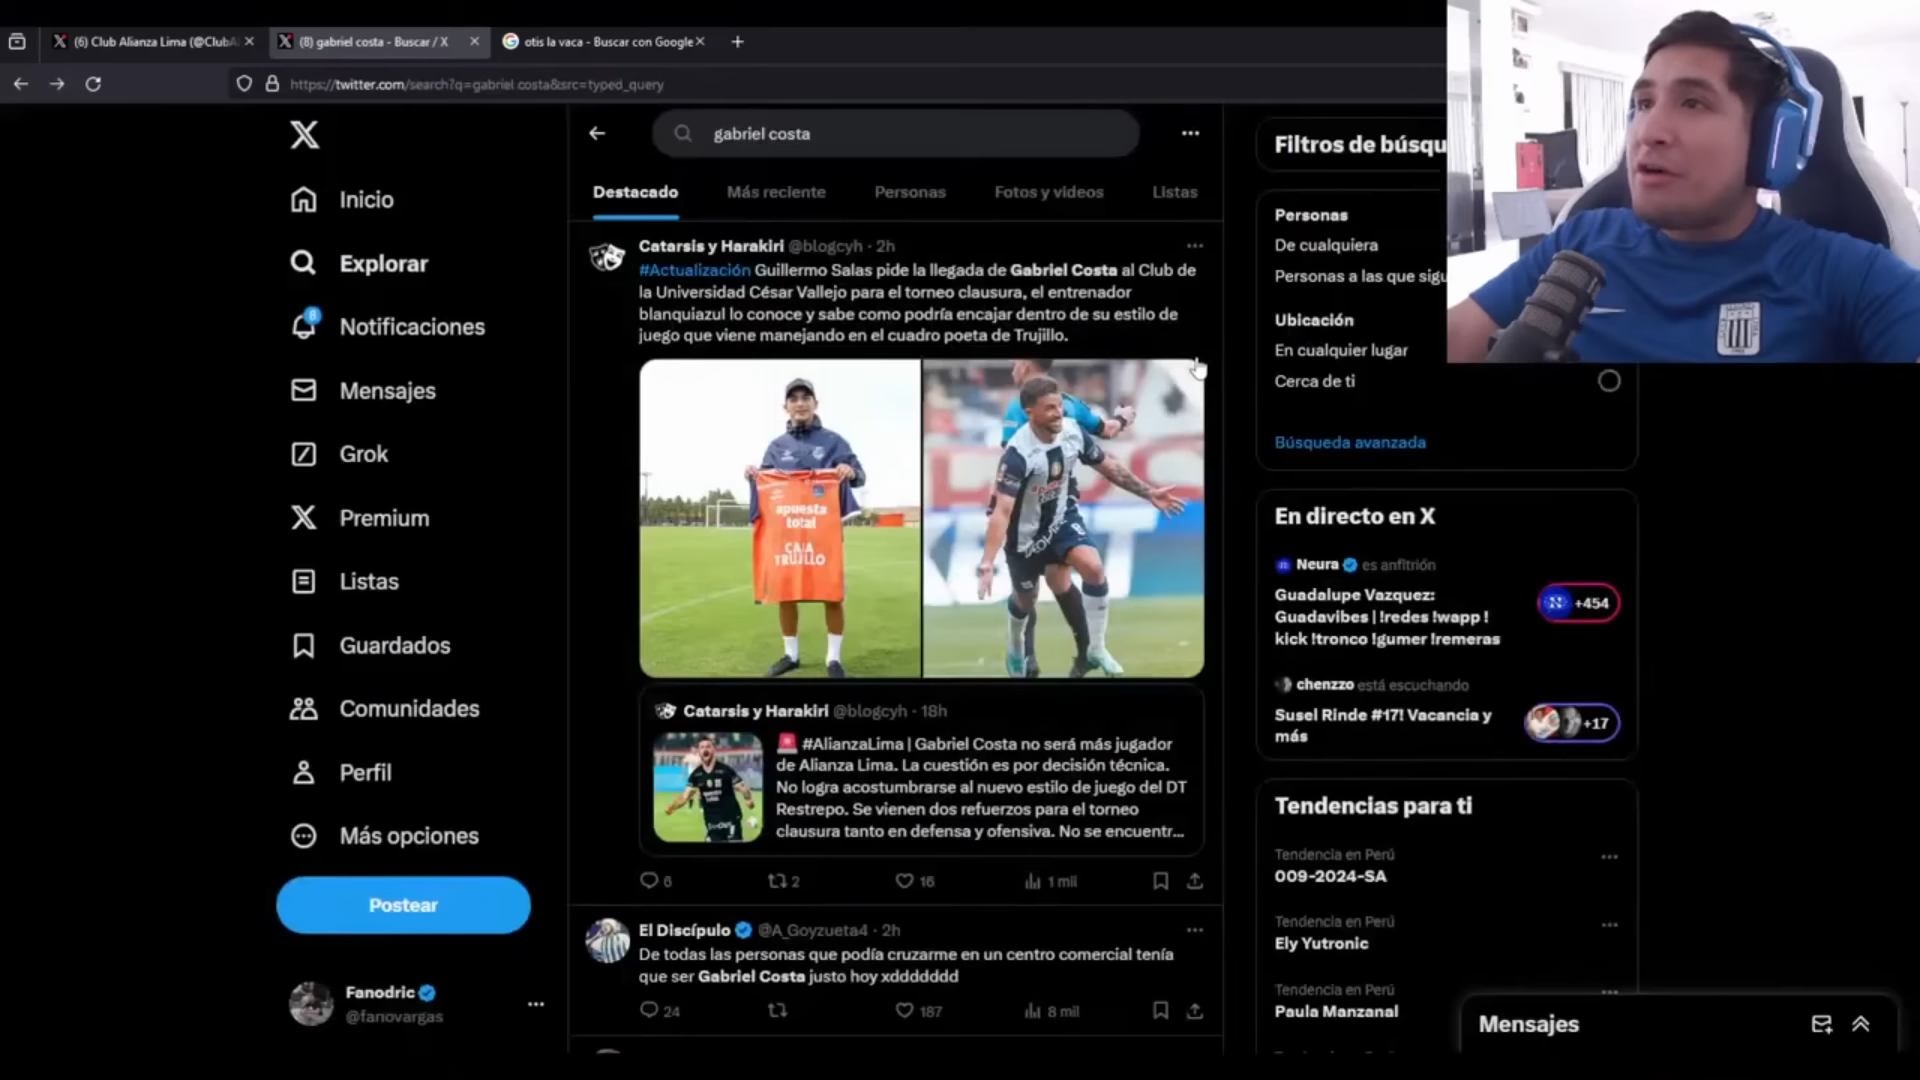 (6) Club Alianza Lima (@ClubA
(8) gabriel costa - Buscar / X
otis la vaca - Buscar con Google
https://twitter.com/search?q=gabriel costa&src=typed_query
Inicio
Explorar
8
Notificaciones
Mensajes
Grok
Premium
Listas
Guardados
Comunidades
Perfil
Más opciones
Postear
Fanodric
@fanovargas
gabriel costa
Destacado
Más reciente
Personas
Fotos y videos
Listas
Catarsis y Harakiri @blogcyh · 2h
#Actualización Guillermo Salas pide la llegada de Gabriel Costa al Club de
la Universidad César Vallejo para el torneo clausura, el entrenador
blanquiazul lo conoce y sabe como podría encajar dentro de su estilo de
juego que viene manejando en el cuadro poeta de Trujillo.
apuesta
total
CAJA
TRUJILLO
Catarsis y Harakiri @blogcyh · 18h
#AlianzaLima | Gabriel Costa no será más jugador
de Alianza Lima. La cuestión es por decisión técnica.
No logra acostumbrarse al nuevo estilo de juego del DT
Restrepo. Se vienen dos refuerzos para el torneo
clausura tanto en defensa y ofensiva. No se encuentr...
6
2
16
1 mil
El Discípulo @A_Goyzueta4 · 2h
De todas las personas que podía cruzarme en un centro comercial tenía
que ser Gabriel Costa justo hoy xddddddd
24
187
8 mil
Filtros de búsqu
Personas
De cualquiera
Personas a las que sigu
Ubicación
En cualquier lugar
Cerca de ti
Búsqueda avanzada
En directo en X
Neura es anfitrión
Guadalupe Vazquez:
Guadavibes | !redes !wapp !
kick !tronco !gumer !remeras
+454
chenzzo está escuchando
Susel Rinde #17! Vacancia y
más
+17
Tendencias para ti
Tendencia en Perú
009-2024-SA
Tendencia en Perú
Ely Yutronic
Tendencia en Perú
Paula Manzanal
Mensajes